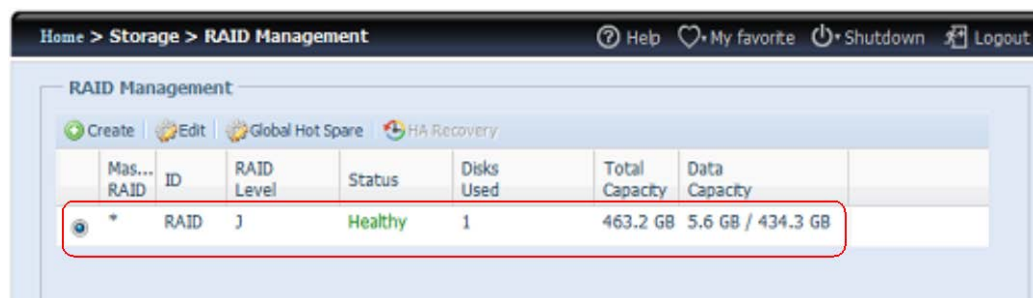 Home > Storage > RAID Management Help My favorite Shutdown Logout
RAID Management
Create Edit Global Hot Spare HA Recovery
Mas... RAID ID RAID Level Status Disks Used Total Capacity Data Capacity
* RAID J Healthy 1 463.2 GB 5.6 GB / 434.3 GB